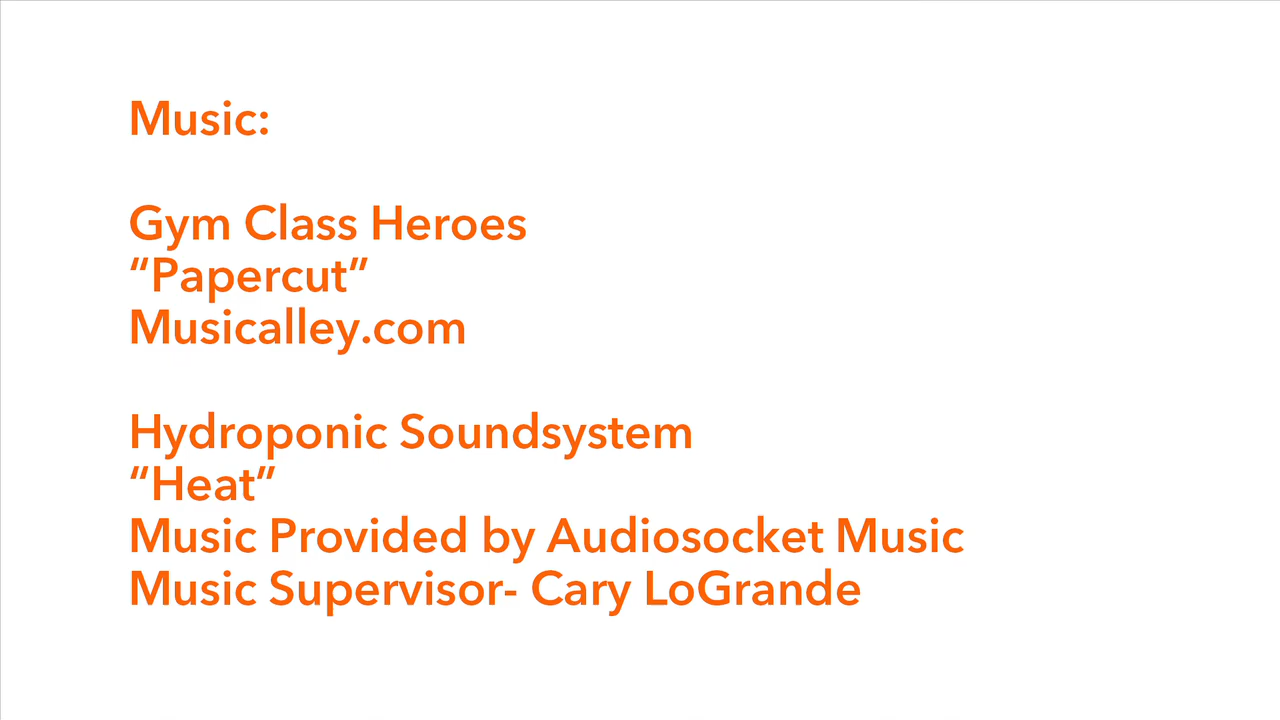 Music:
Gym Class Heroes
“Papercut”
Musicalley.com
Hydroponic Soundsystem
“Heat”
Music Provided by Audiosocket Music
Music Supervisor- Cary LoGrande